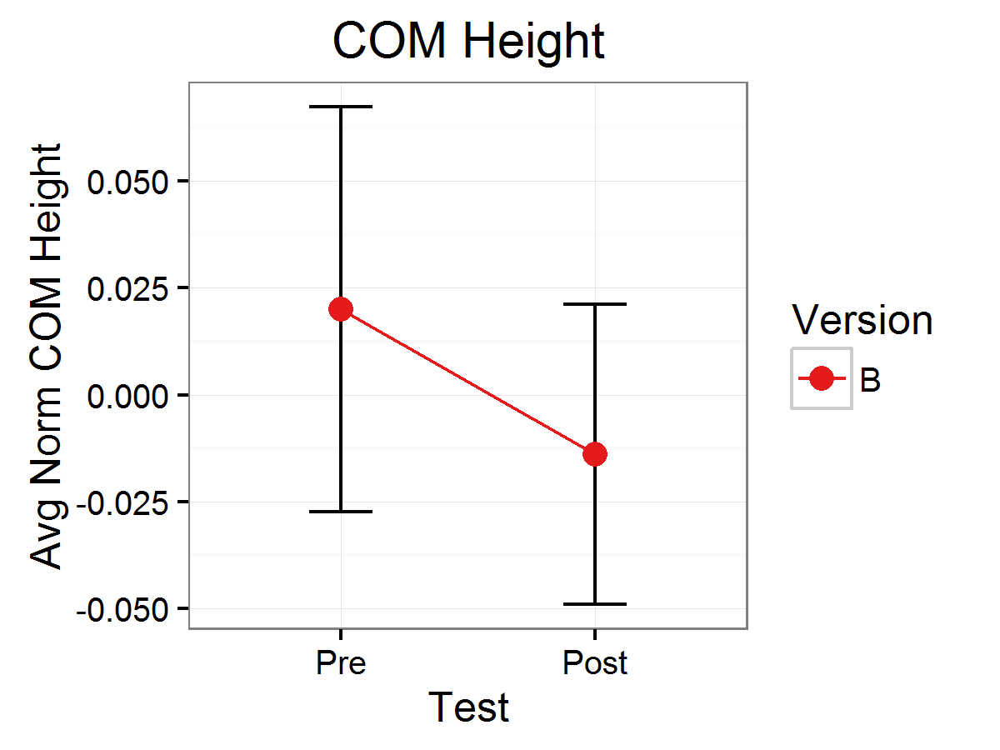 COM Height
Avg Norm COM Height
0.050
0.025
0.000
-0.025
-0.050
Pre
Post
Test
Version
B